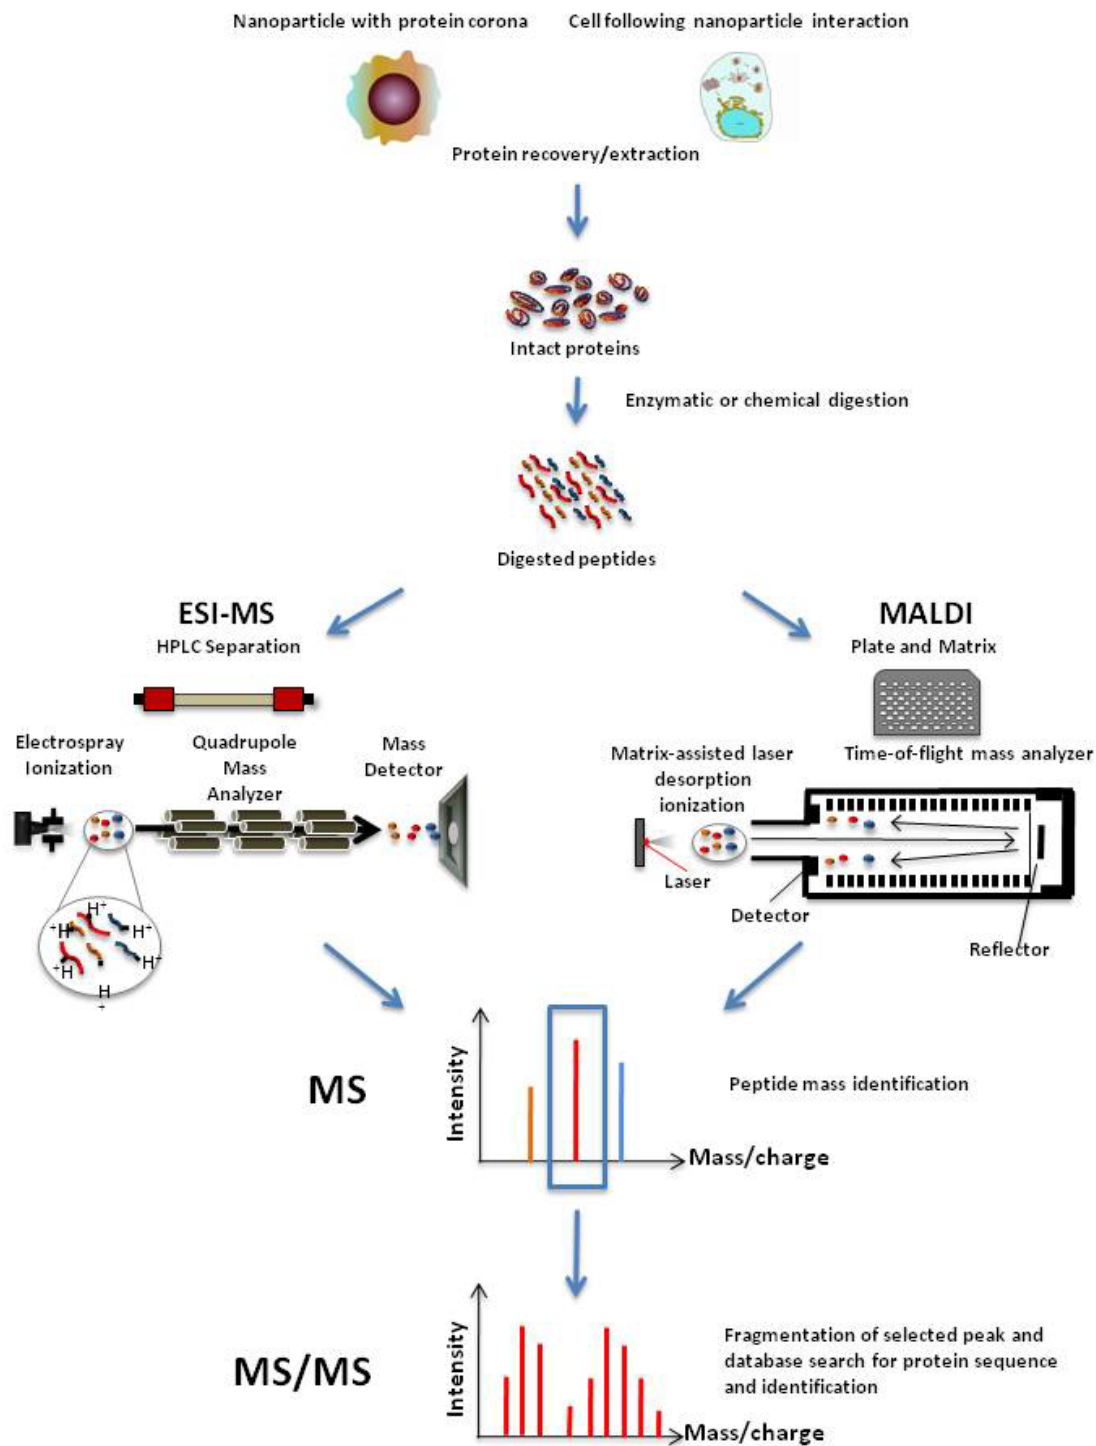 Nanoparticle with protein corona
Cell following nanoparticle interaction
Protein recovery/extraction
Intact proteins
Enzymatic or chemical digestion
Digested peptides
ESI-MS
HPLC Separation
MALDI
Plate and Matrix
Electrospray
Ionization
Quadrupole
Mass
Analyzer
Mass
Detector
Matrix-assisted laser
desorption
ionization
Time-of-flight mass analyzer
Laser
Detector
Reflector
H+
+H
H+
+H
H+
H
+
MS
Intensity
Mass/charge
Peptide mass identification
MS/MS
Intensity
Mass/charge
Fragmentation of selected peak and
database search for protein sequence
and identification